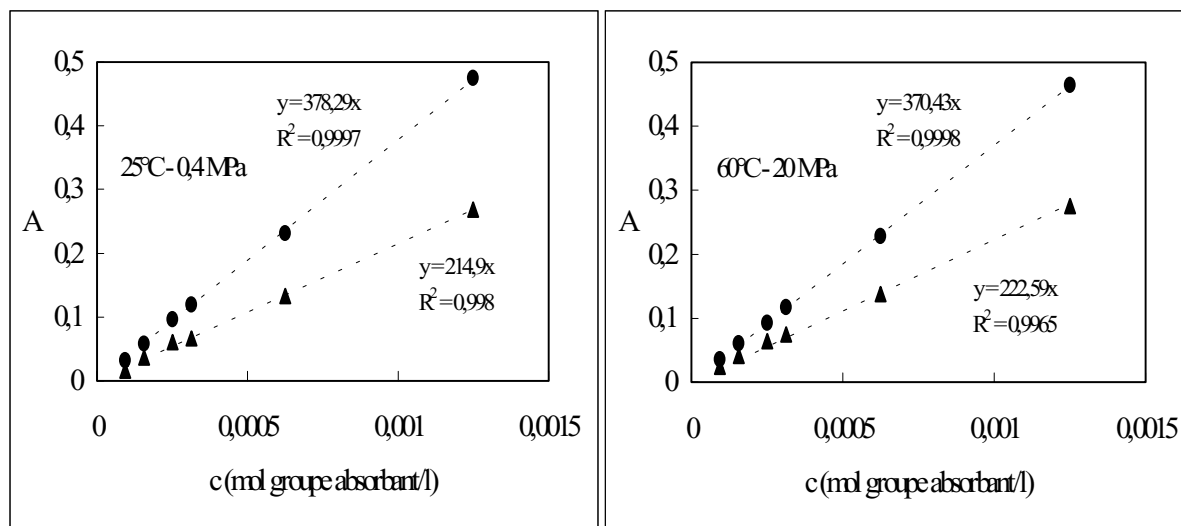 0,5
0,4
0,3
0,2
0,1
0
A
25°C - 0,4 MPa
y = 378,29x
R² = 0,9997
y = 214,9x
R² = 0,998
0 0,0005 0,001 0,0015
c (mol groupe absorbant/l)
0,5
0,4
0,3
0,2
0,1
0
A
60°C - 20 MPa
y = 370,43x
R² = 0,9998
y = 222,59x
R² = 0,9965
0 0,0005 0,001 0,0015
c (mol groupe absorbant/l)